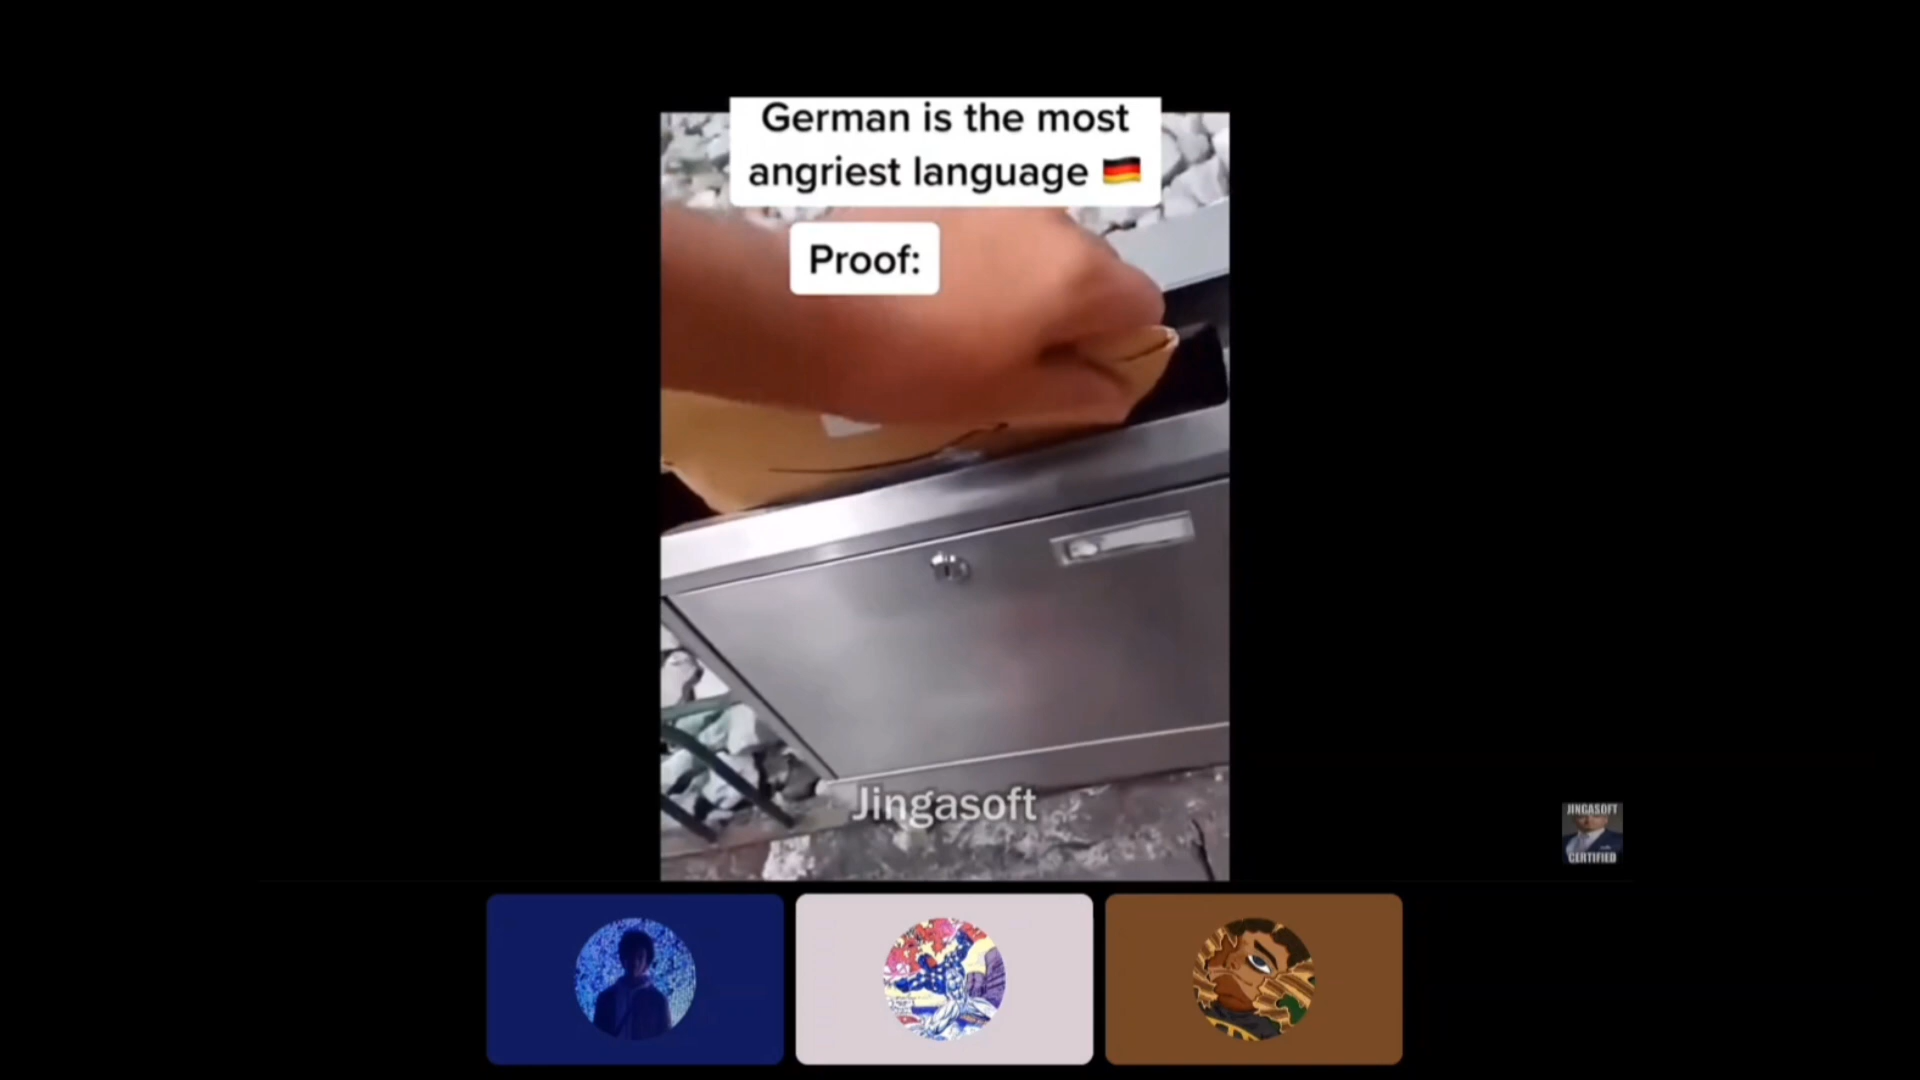 German is the most
angriest language 🇩🇪
Proof:
Jingasoft
JINGASOFT
CERTIFIED